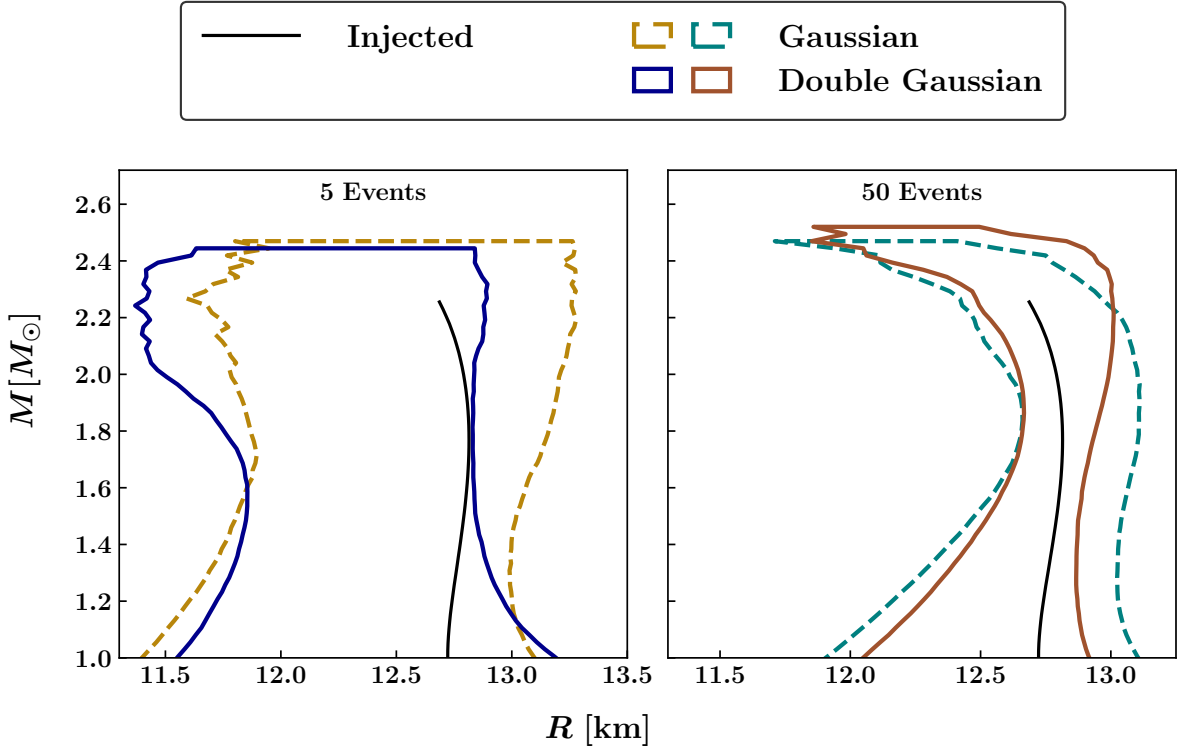 Injected
Gaussian
Double Gaussian
5 Events
50 Events
M[M⊙]
2.6
2.4
2.2
2.0
1.8
1.6
1.4
1.2
1.0
11.5 12.0 12.5 13.0 13.5
11.5 12.0 12.5 13.0
R [km]